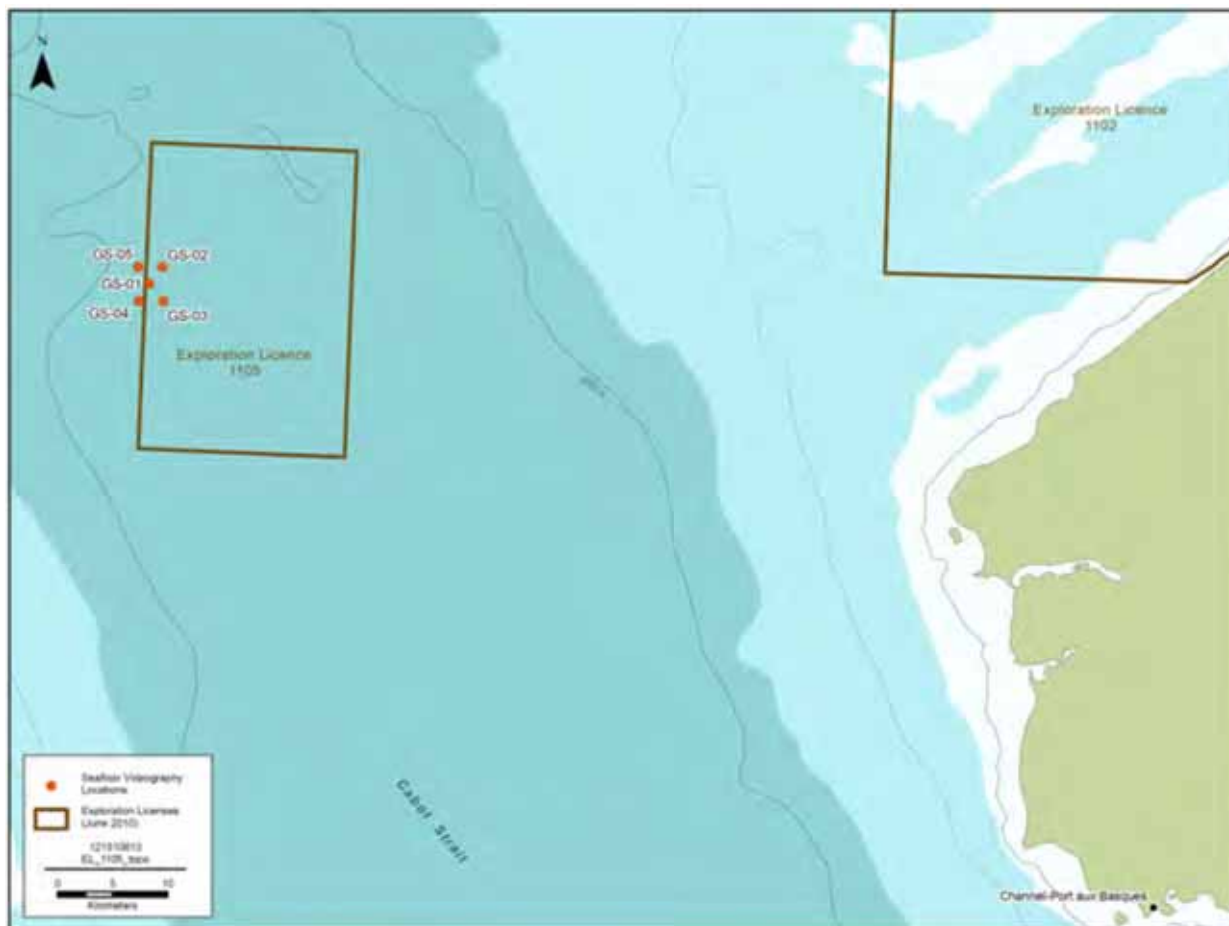 N
Exploration Licence
1102
GS-05
GS-02
GS-01
GS-04
GS-03
Exploration Licence
1105
Cabot Strait
Channel-Port aux Basques
Seafloor Videography
Locations
Exploration Licenses
(June 2010)
EL_1105_topo
0 5 10
Kilometers